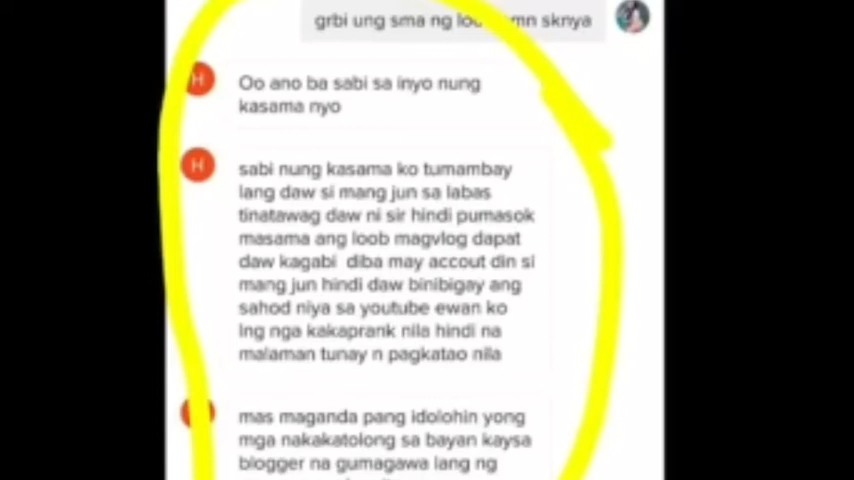 grbi ung sma ng mn sknya
H
Oo ano ba sabi sa inyo nung
kasama nyo
H
sabi nung kasama ko tumambay
lang daw si mang jun sa labas
tinatawag daw ni sir hindi pumasok
masama ang loob magvlog dapat
daw kagabi diba may accout din si
mang jun hindi daw binibigay ang
sahod niya sa youtube ewan ko
lng nga kakaprank nila hindi na
malaman tunay n pagkatao nila
mas maganda pang idolohin yong
mga nakakatolong sa bayan kaysa
blogger na gumagawa lang ng